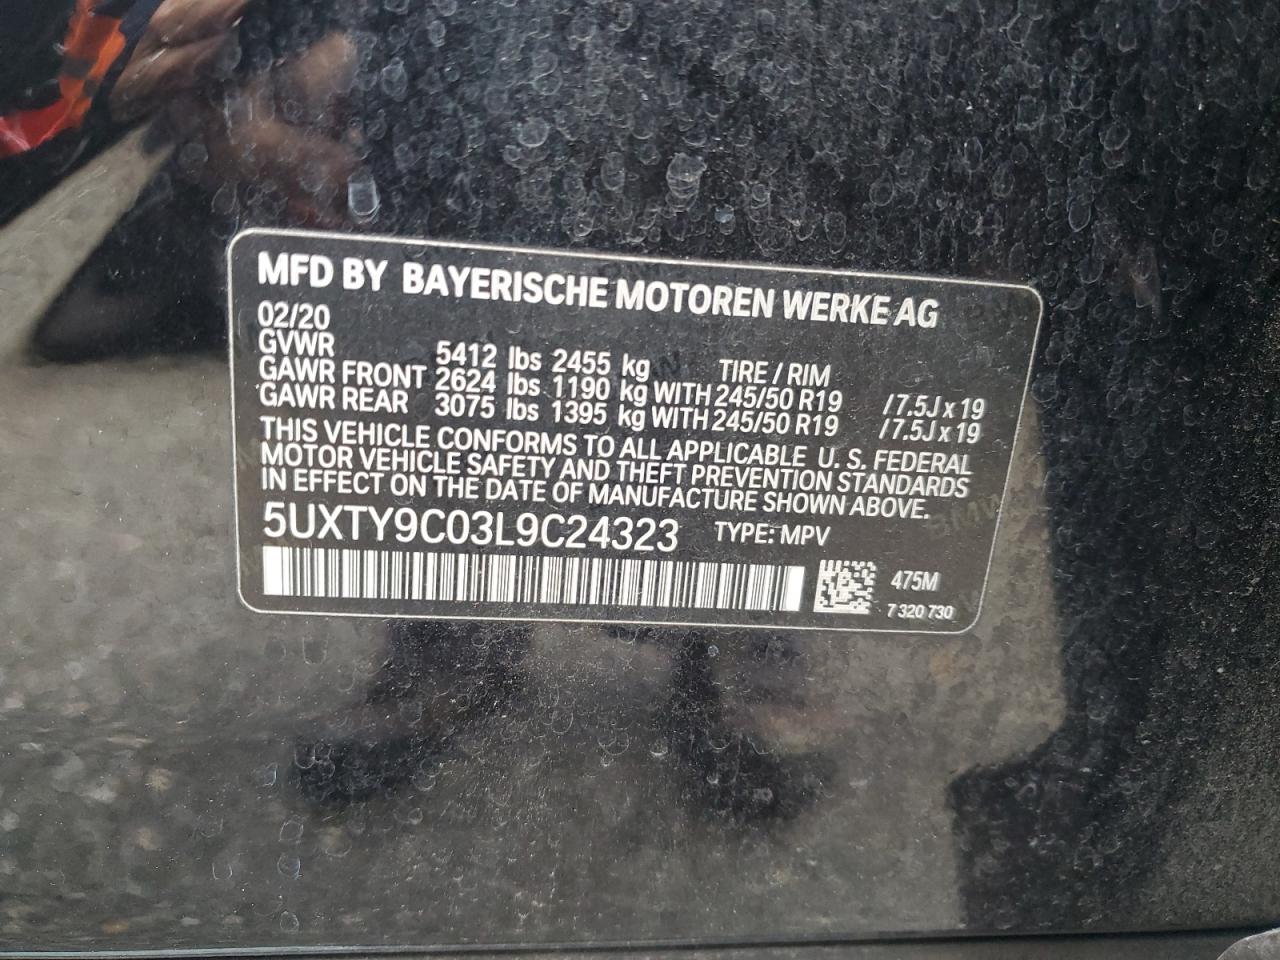 MFD BY BAYERISCHE MOTOREN WERKE AG
02/20
GVWR 5412 lbs 2455 kg TIRE / RIM
GAWR FRONT 2624 lbs 1190 kg WITH 245/50 R19 /7.5J x 19
GAWR REAR 3075 lbs 1395 kg WITH 245/50 R19 /7.5J x 19
THIS VEHICLE CONFORMS TO ALL APPLICABLE U. S. FEDERAL
MOTOR VEHICLE SAFETY AND THEFT PREVENTION STANDARDS
IN EFFECT ON THE DATE OF MANUFACTURE SHOWN ABOVE.
5UXTY9C03L9C24323 TYPE: MPV
475M
7 320 730